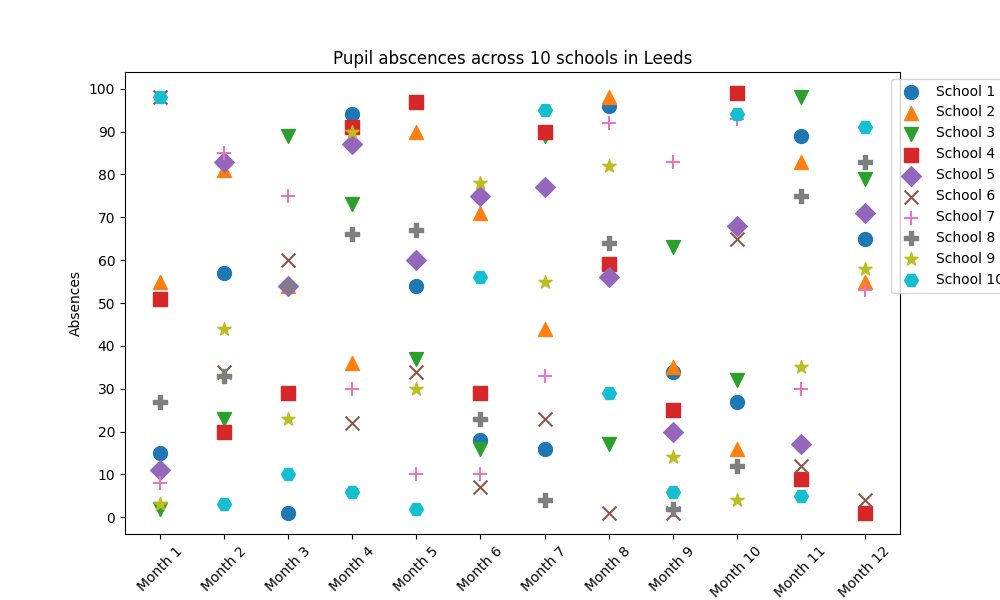 Pupil abscences across 10 schools in Leeds
Absences
100
90
80
70
60
50
40
30
20
10
0
Month 1
Month 2
Month 3
Month 4
Month 5
Month 6
Month 7
Month 8
Month 9
Month 10
Month 11
Month 12
School 1
School 2
School 3
School 4
School 5
School 6
School 7
School 8
School 9
School 10